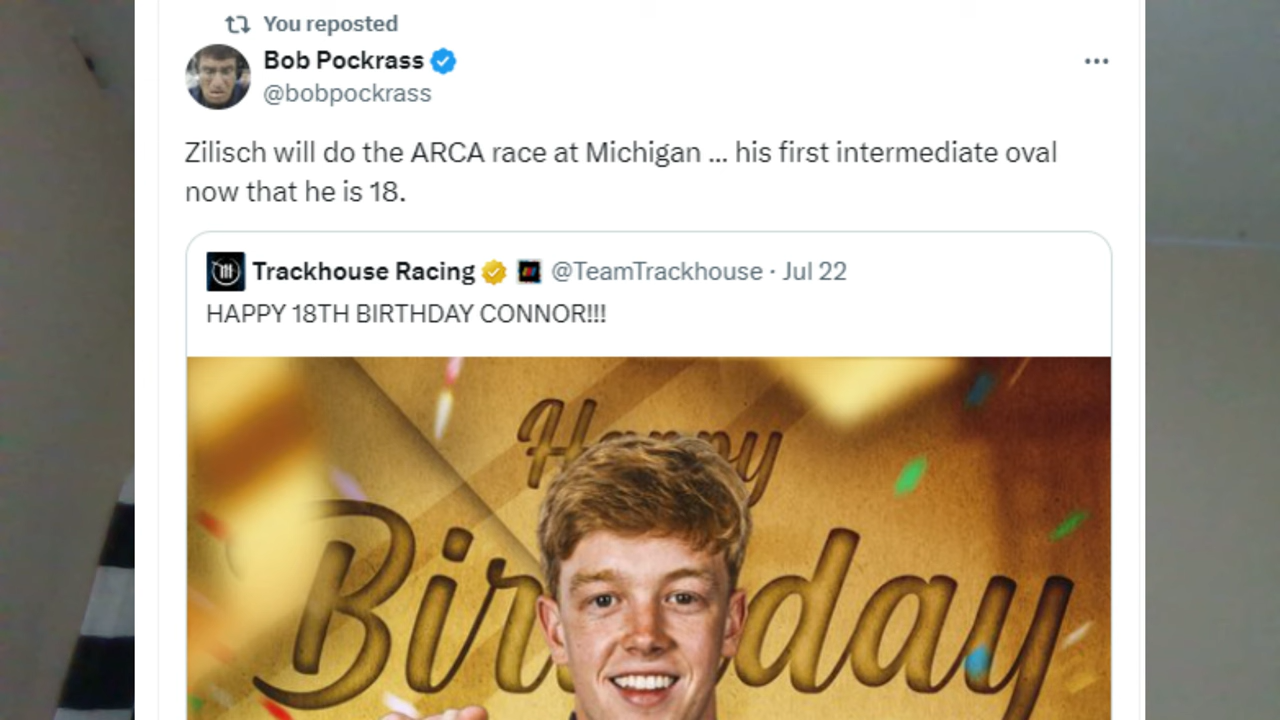 You reposted
Bob Pockrass
@bobpockrass
Zilisch will do the ARCA race at Michigan ... his first intermediate oval
now that he is 18.
Trackhouse Racing @TeamTrackhouse · Jul 22
HAPPY 18TH BIRTHDAY CONNOR!!!
Happy
Birthday